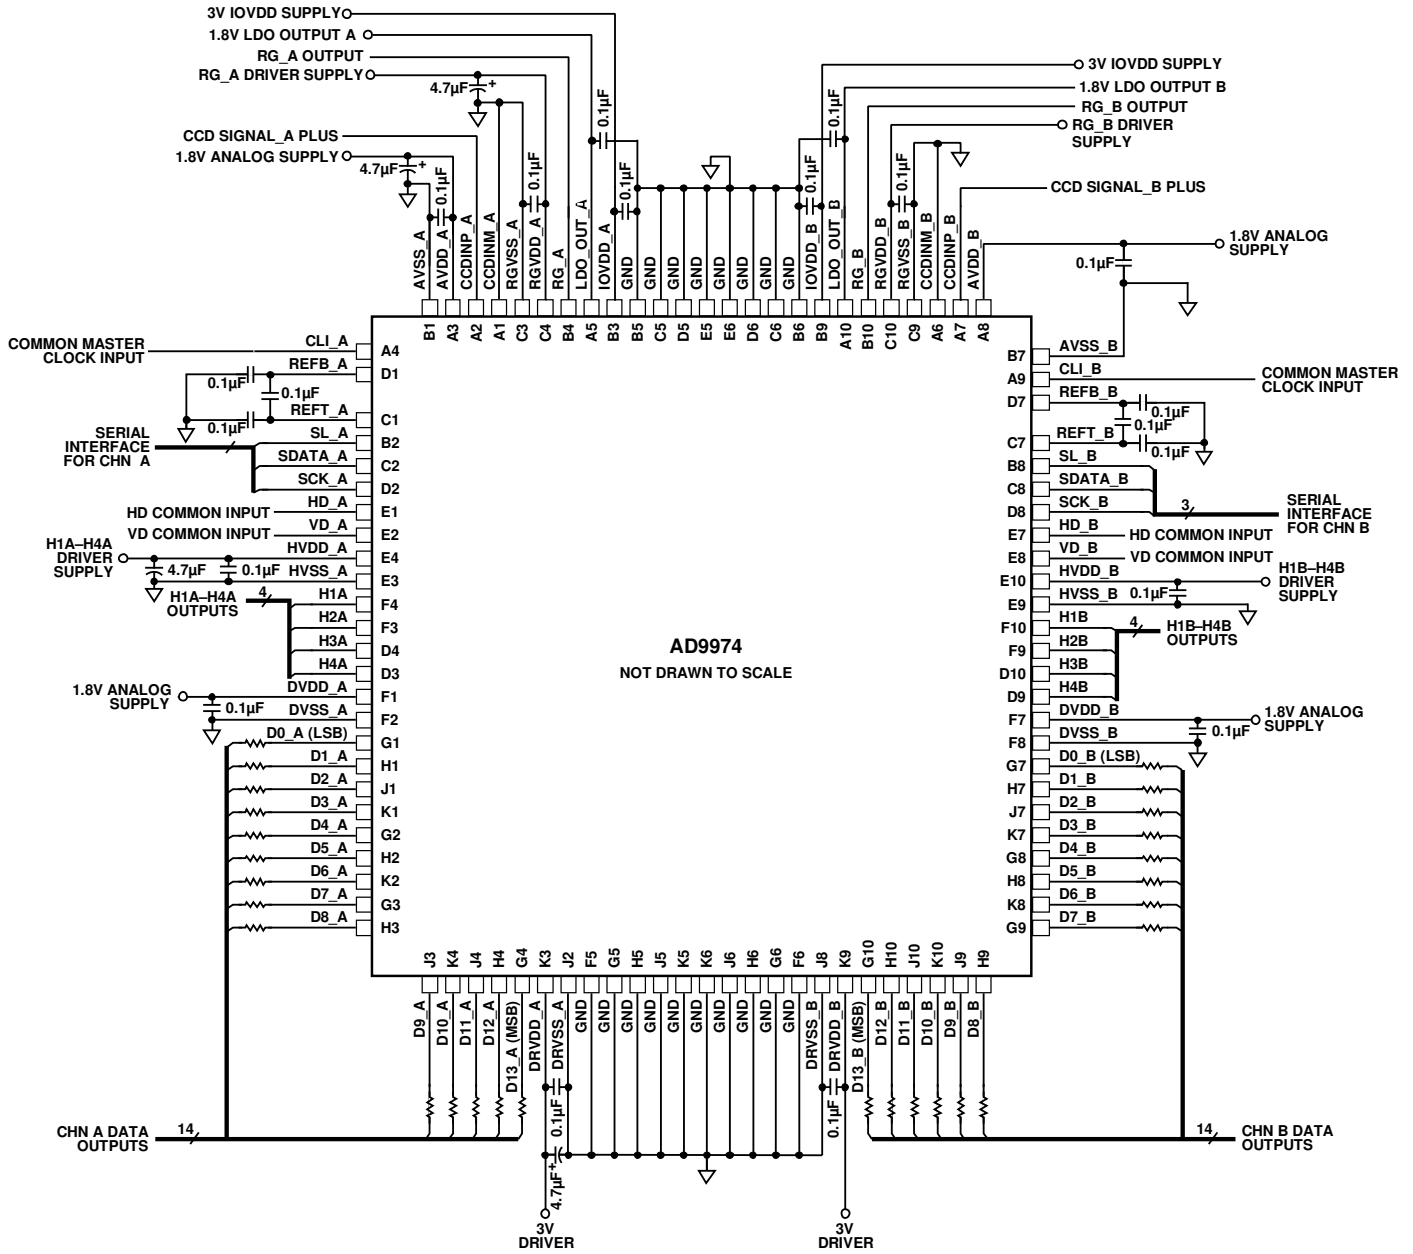 3V IOVDD SUPPLY
1.8V LDO OUTPUT A
RG_A OUTPUT
RG_A DRIVER SUPPLY
4.7µF
+
0.1µF
0.1µF
3V IOVDD SUPPLY
1.8V LDO OUTPUT B
RG_B OUTPUT
RG_B DRIVER
SUPPLY
CCD SIGNAL_A PLUS
1.8V ANALOG SUPPLY
4.7µF
+
0.1µF
0.1µF
0.1µF
0.1µF
0.1µF
CCD SIGNAL_B PLUS
1.8V ANALOG
SUPPLY
0.1µF
AVSS_A
AVDD_A
CCDINP_A
CCDINM_A
RGVSS_A
RGVDD_A
RG_A
LDO_OUT_A
IOVDD_A
GND
GND
GND
GND
GND
GND
GND
GND
IOVDD_B
LDO_OUT_B
RG_B
RGVDD_B
RGVSS_B
CCDINM_B
CCDINP_B
AVDD_B
B1
A3
A2
A1
C3
C4
B4
A5
B3
B5
C5
D5
E5
E6
D6
C6
B6
B9
A10
B10
C10
C9
A6
A7
A8
COMMON MASTER
CLOCK INPUT
CLI_A
A4
REFB_A
D1
0.1µF
0.1µF
REFT_A
C1
0.1µF
SERIAL
INTERFACE
FOR CHN A
SL_A
B2
SDATA_A
C2
SCK_A
D2
HD COMMON INPUT
HD_A
E1
VD COMMON INPUT
VD_A
E2
H1A–H4A
DRIVER
SUPPLY
HVDD_A
E4
4.7µF
0.1µF
HVSS_A
E3
H1A–H4A
OUTPUTS
4
H1A
F4
H2A
F3
H3A
D4
H4A
D3
1.8V ANALOG
SUPPLY
DVDD_A
F1
0.1µF
DVSS_A
F2
D0_A (LSB)
G1
D1_A
H1
D2_A
J1
D3_A
K1
D4_A
G2
D5_A
H2
D6_A
K2
D7_A
G3
D8_A
H3
AD9974
NOT DRAWN TO SCALE
B7
AVSS_B
A9
CLI_B
COMMON MASTER
CLOCK INPUT
D7
REFB_B
0.1µF
0.1µF
C7
REFT_B
0.1µF
B8
SL_B
C8
SDATA_B
D8
SCK_B
3
SERIAL
INTERFACE
FOR CHN B
E7
HD_B
HD COMMON INPUT
E8
VD_B
VD COMMON INPUT
E10
HVDD_B
H1B–H4B
DRIVER
SUPPLY
0.1µF
E9
HVSS_B
F10
H1B
4
H1B–H4B
OUTPUTS
F9
H2B
D10
H3B
D9
H4B
F7
DVDD_B
1.8V ANALOG
SUPPLY
0.1µF
F8
DVSS_B
G7
D0_B (LSB)
H7
D1_B
J7
D2_B
K7
D3_B
G8
D4_B
H8
D5_B
K8
D6_B
G9
D7_B
J3
K4
J4
H4
G4
K3
J2
F5
G5
H5
J5
K5
K6
J6
H6
G6
F6
J8
K9
G10
H10
J10
K10
J9
H9
D9_A
D10_A
D11_A
D12_A
D13_A (MSB)
DRVDD_A
DRVSS_A
GND
GND
GND
GND
GND
GND
GND
GND
GND
GND
DRVSS_B
DRVDD_B
D13_B (MSB)
D12_B
D11_B
D10_B
D9_B
D8_B
0.1µF
0.1µF
CHN A DATA
OUTPUTS
14
4.7µF
+
14
CHN B DATA
OUTPUTS
3V
DRIVER
3V
DRIVER